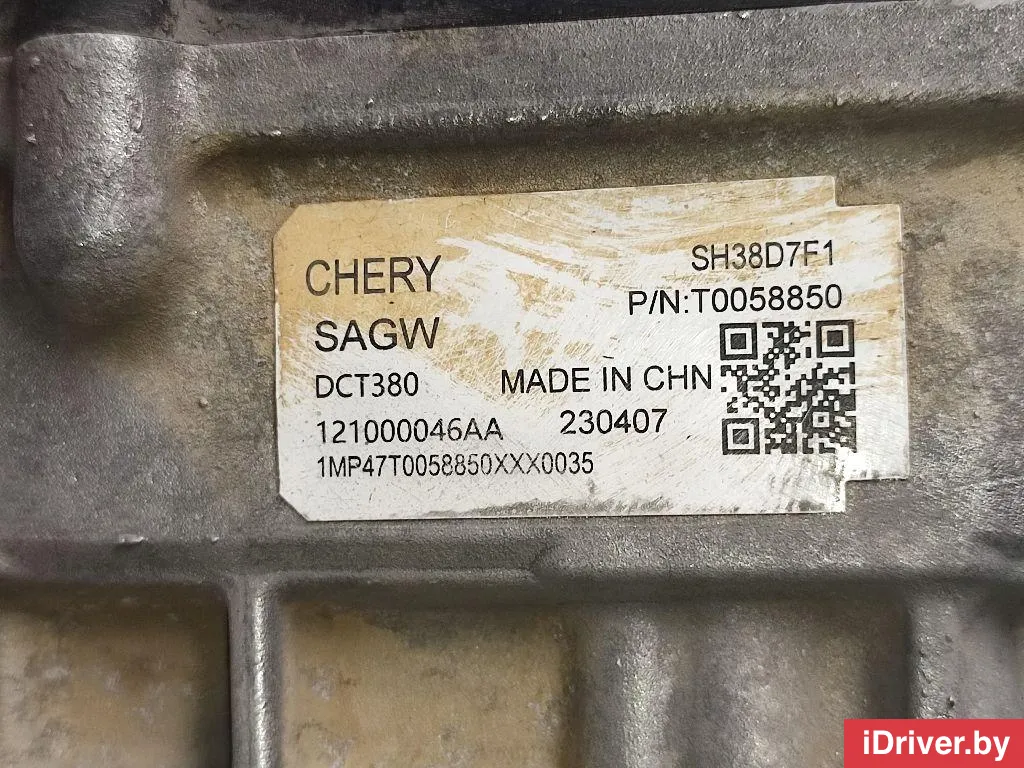 CHERY
SH38D7F1
P/N:T0058850
SAGW
DCT380
MADE IN CHN
121000046AA
230407
1MP47T0058850XXX0035
iDriver.by